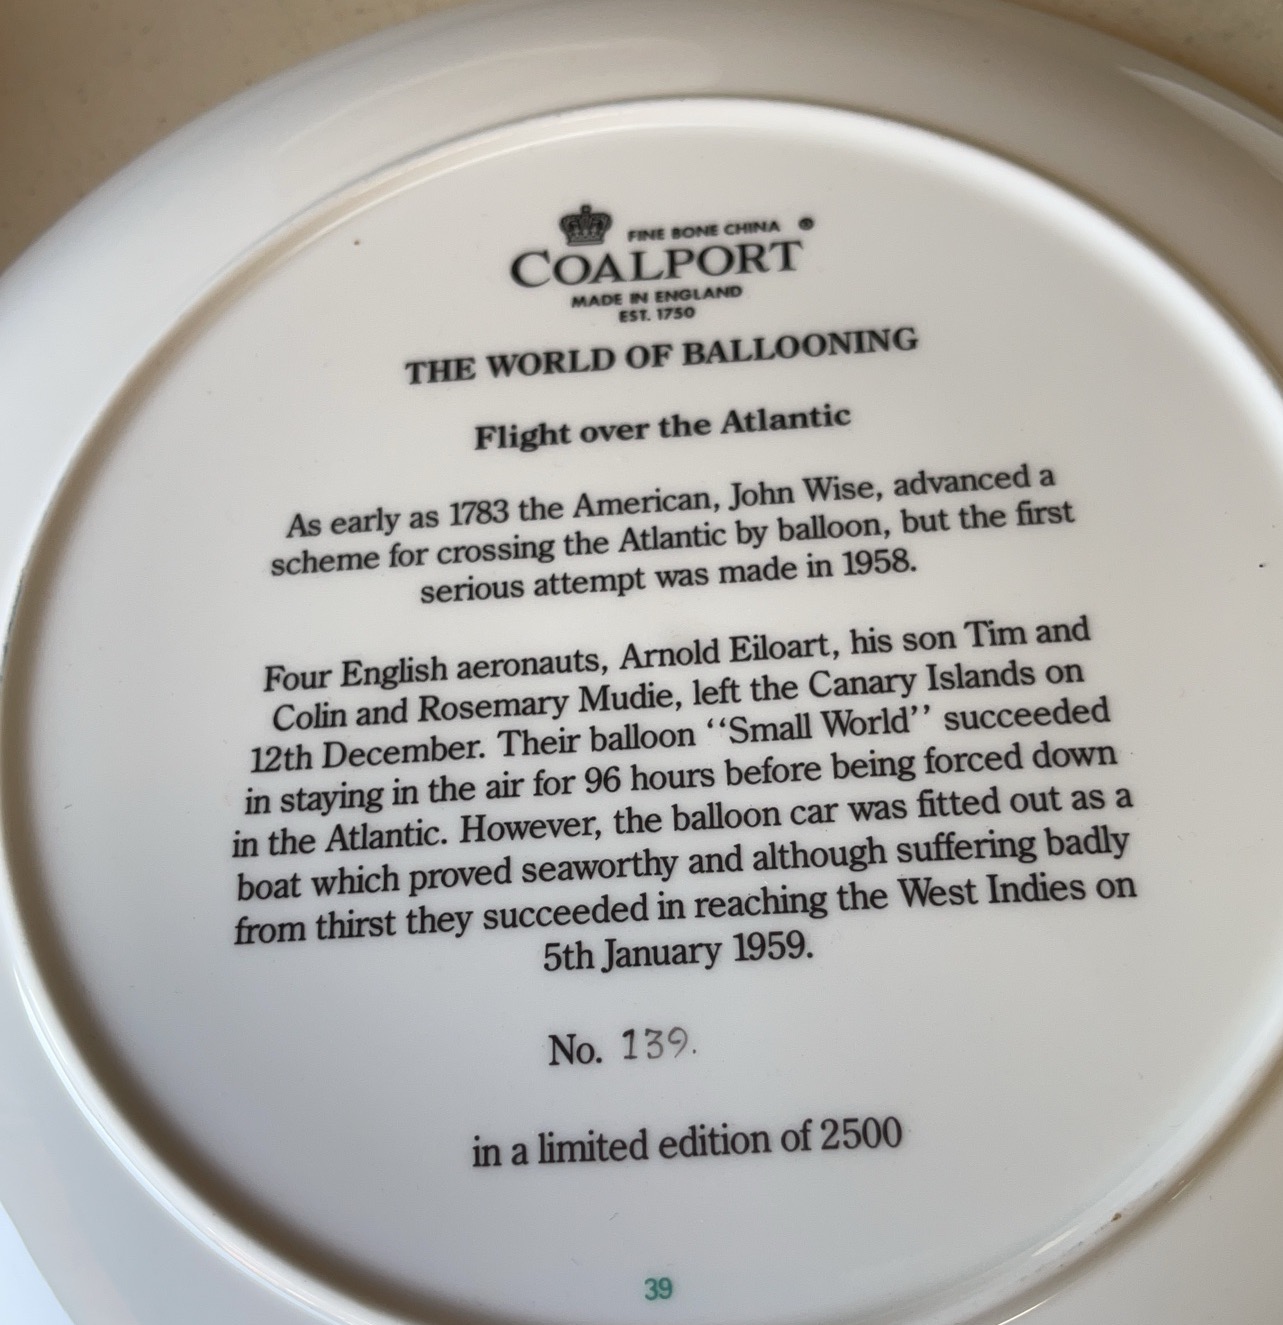 FINE BONE CHINA ®
COALPORT
MADE IN ENGLAND
EST. 1750
THE WORLD OF BALLOONING
Flight over the Atlantic
As early as 1783 the American, John Wise, advanced a
scheme for crossing the Atlantic by balloon, but the first
serious attempt was made in 1958.
Four English aeronauts, Arnold Eiloart, his son Tim and
Colin and Rosemary Mudie, left the Canary Islands on
12th December. Their balloon ‘‘Small World’’ succeeded
in staying in the air for 96 hours before being forced down
in the Atlantic. However, the balloon car was fitted out as a
boat which proved seaworthy and although suffering badly
from thirst they succeeded in reaching the West Indies on
5th January 1959.
No. 139.
in a limited edition of 2500
39